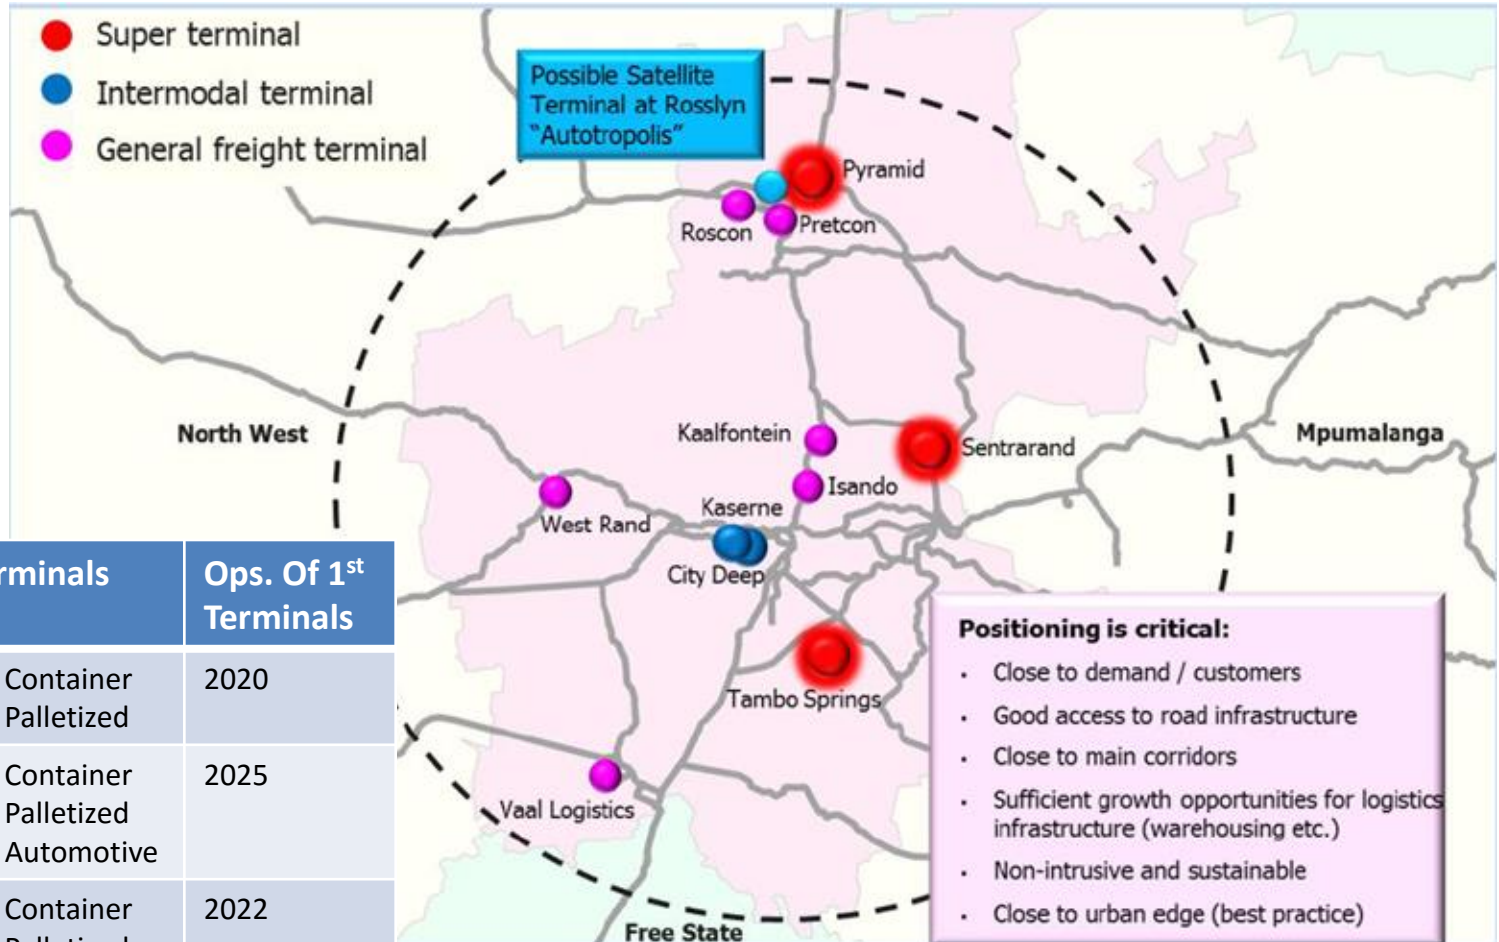 Super terminal
Intermodal terminal
General freight terminal
Possible Satellite
Terminal at Rosslyn
“Autotropolis”
Pyramid
Roscon
Pretcon
North West
Kaalfontein
Sentrarand
Mpumalanga
Isando
West Rand
Kaserne
City Deep
Tambo Springs
Vaal Logistics
Free State
rminals
Ops. Of 1st
Terminals
Container
Palletized
2020
Container
Palletized
Automotive
2025
Container
2022
Positioning is critical:
· Close to demand / customers
· Good access to road infrastructure
· Close to main corridors
· Sufficient growth opportunities for logistics
infrastructure (warehousing etc.)
· Non-intrusive and sustainable
· Close to urban edge (best practice)